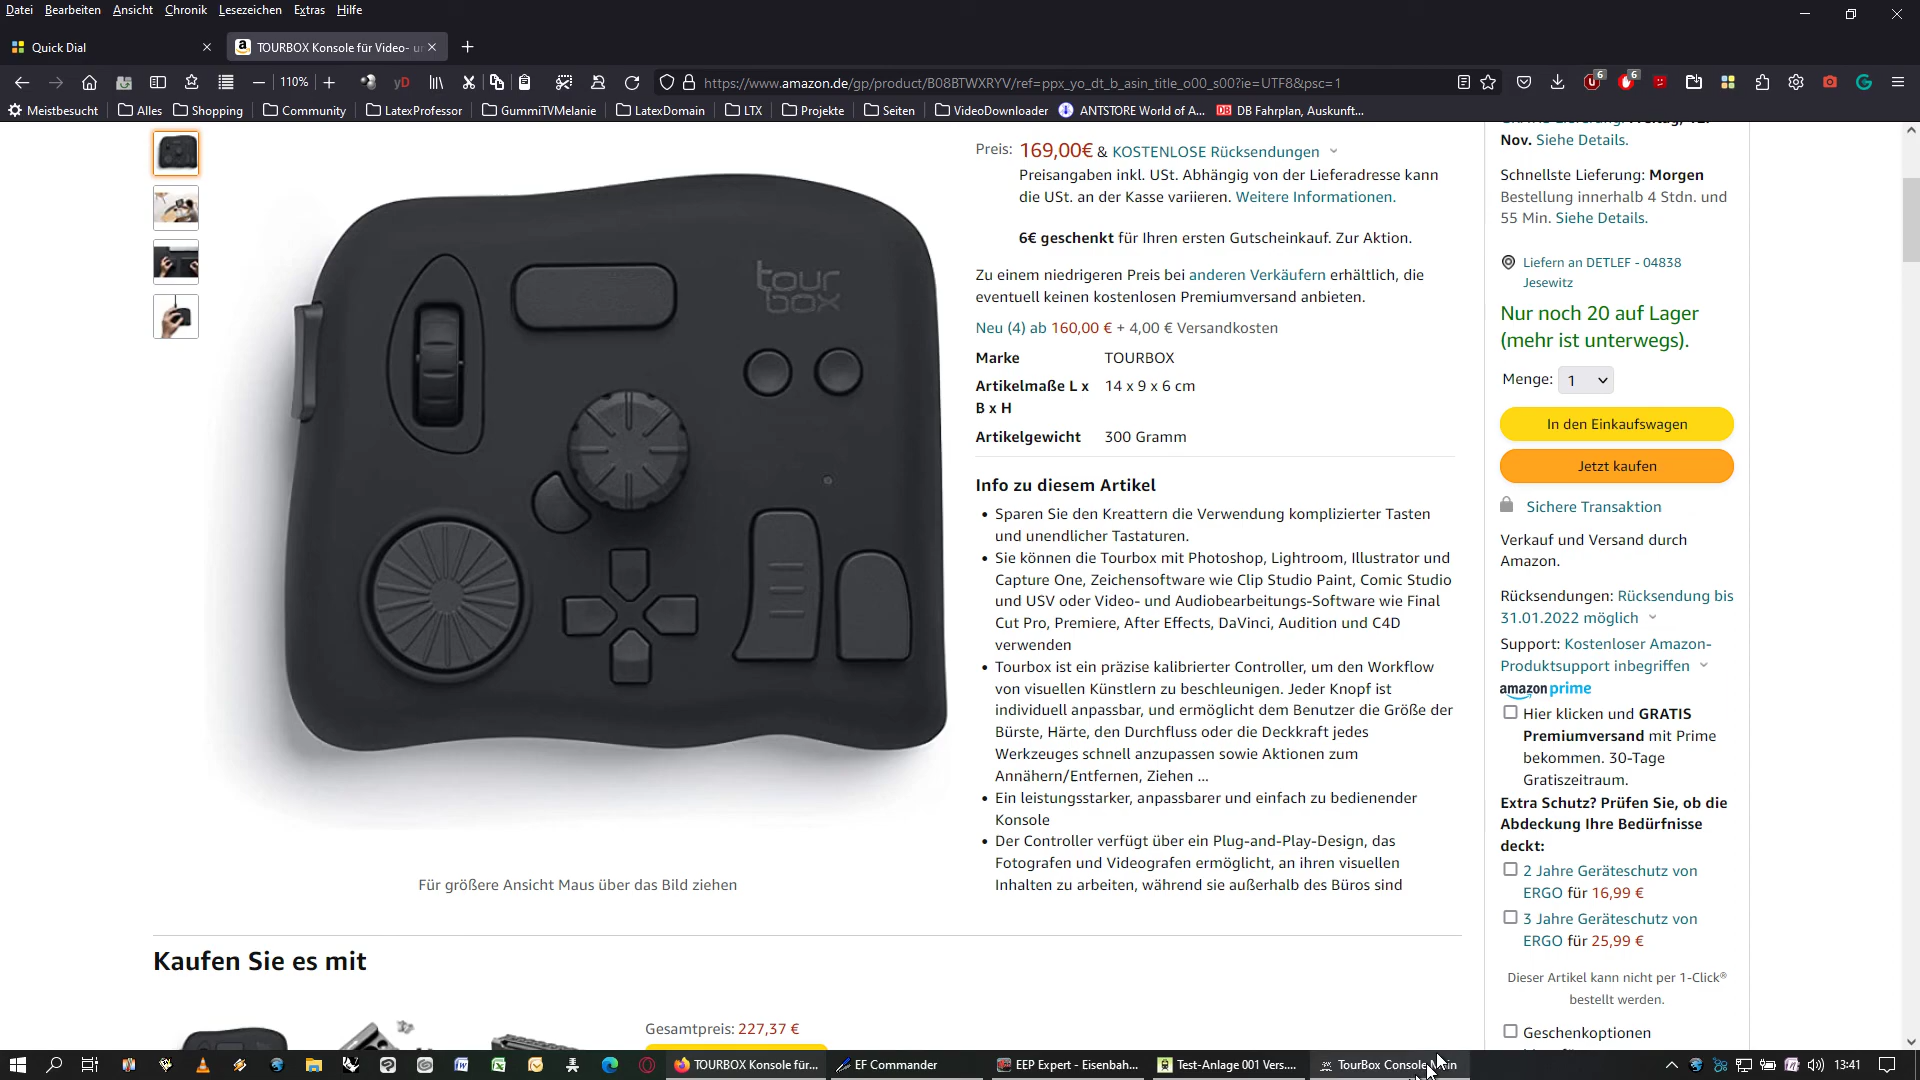 Datei Bearbeiten Ansicht Chronik Lesezeichen Extras Hilfe
Quick Dial
TOURBOX Konsole für Video- u
110%
yD
https://www.amazon.de/gp/product/B08BTWXRYV/ref=ppx_yo_dt_b_asin_title_o00_s00?ie=UTF8&psc=1
6
6
Meistbesucht Alles Shopping Community LatexProfessor GummiTVMelanie LatexDomain LTX Projekte Seiten VideoDownloader ANTSTORE World of A... DB DB Fahrplan, Auskunft...
tour
box
Für größere Ansicht Maus über das Bild ziehen
Preis: 169,00€ & KOSTENLOSE Rücksendungen
Preisangaben inkl. USt. Abhängig von der Lieferadresse kann
die USt. an der Kasse variieren. Weitere Informationen.
6€ geschenkt für Ihren ersten Gutscheinkauf. Zur Aktion.
Zu einem niedrigeren Preis bei anderen Verkäufern erhältlich, die
eventuell keinen kostenlosen Premiumversand anbieten.
Neu (4) ab 160,00 € + 4,00 € Versandkosten
Marke TOURBOX
Artikelmaße L x 14 x 9 x 6 cm
B x H
Artikelgewicht 300 Gramm
Info zu diesem Artikel
• Sparen Sie den Kreattern die Verwendung komplizierter Tasten
und unendlicher Tastaturen.
• Sie können die Tourbox mit Photoshop, Lightroom, Illustrator und
Capture One, Zeichensoftware wie Clip Studio Paint, Comic Studio
und USV oder Video- und Audiobearbeitungs-Software wie Final
Cut Pro, Premiere, After Effects, DaVinci, Audition und C4D
verwenden
• Tourbox ist ein präzise kalibrierter Controller, um den Workflow
von visuellen Künstlern zu beschleunigen. Jeder Knopf ist
individuell anpassbar, und ermöglicht dem Benutzer die Größe der
Bürste, Härte, den Durchfluss oder die Deckkraft jedes
Werkzeuges schnell anzupassen sowie Aktionen zum
Annähern/Entfernen, Ziehen ...
• Ein leistungsstarker, anpassbarer und einfach zu bedienender
Konsole
• Der Controller verfügt über ein Plug-and-Play-Design, das
Fotografen und Videografen ermöglicht, an ihren visuellen
Inhalten zu arbeiten, während sie außerhalb des Büros sind
Nov. Siehe Details.
Schnellste Lieferung: Morgen
Bestellung innerhalb 4 Stdn. und
55 Min. Siehe Details.
Liefern an DETLEF - 04838
Jesewitz
Nur noch 20 auf Lager
(mehr ist unterwegs).
Menge: 1
In den Einkaufswagen
Jetzt kaufen
Sichere Transaktion
Verkauf und Versand durch
Amazon.
Rücksendungen: Rücksendung bis
31.01.2022 möglich
Support: Kostenloser Amazon-
Produktsupport inbegriffen
amazon prime
Hier klicken und GRATIS
Premiumversand mit Prime
bekommen. 30-Tage
Gratiszeitraum.
Extra Schutz? Prüfen Sie, ob die
Abdeckung Ihre Bedürfnisse
deckt:
2 Jahre Geräteschutz von
ERGO für 16,99 €
3 Jahre Geräteschutz von
ERGO für 25,99 €
Dieser Artikel kann nicht per 1-Click®
bestellt werden.
Geschenkoptionen
Kaufen Sie es mit
Gesamtpreis: 227,37 €
TOURBOX Konsole für... EF Commander EEP Expert - Eisenbah... Test-Anlage 001 Vers.... TourBox Console 13:41